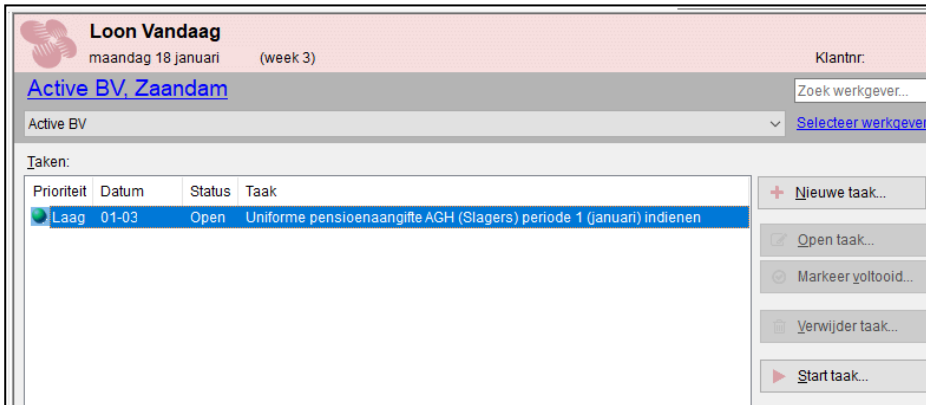 Loon Vandaag
maandag 18 januari (week 3) Klantnr:
Active BV, Zaandam
Zoek werkgever...
Active BV
Selecteer werkgever
Taken:
Prioriteit Datum Status Taak
Laag 01-03 Open Uniforme pensioenaangifte AGH (Slagers) periode 1 (januari) indienen
Nieuwe taak...
Open taak...
Markeer voltooid...
Verwijder taak...
Start taak...